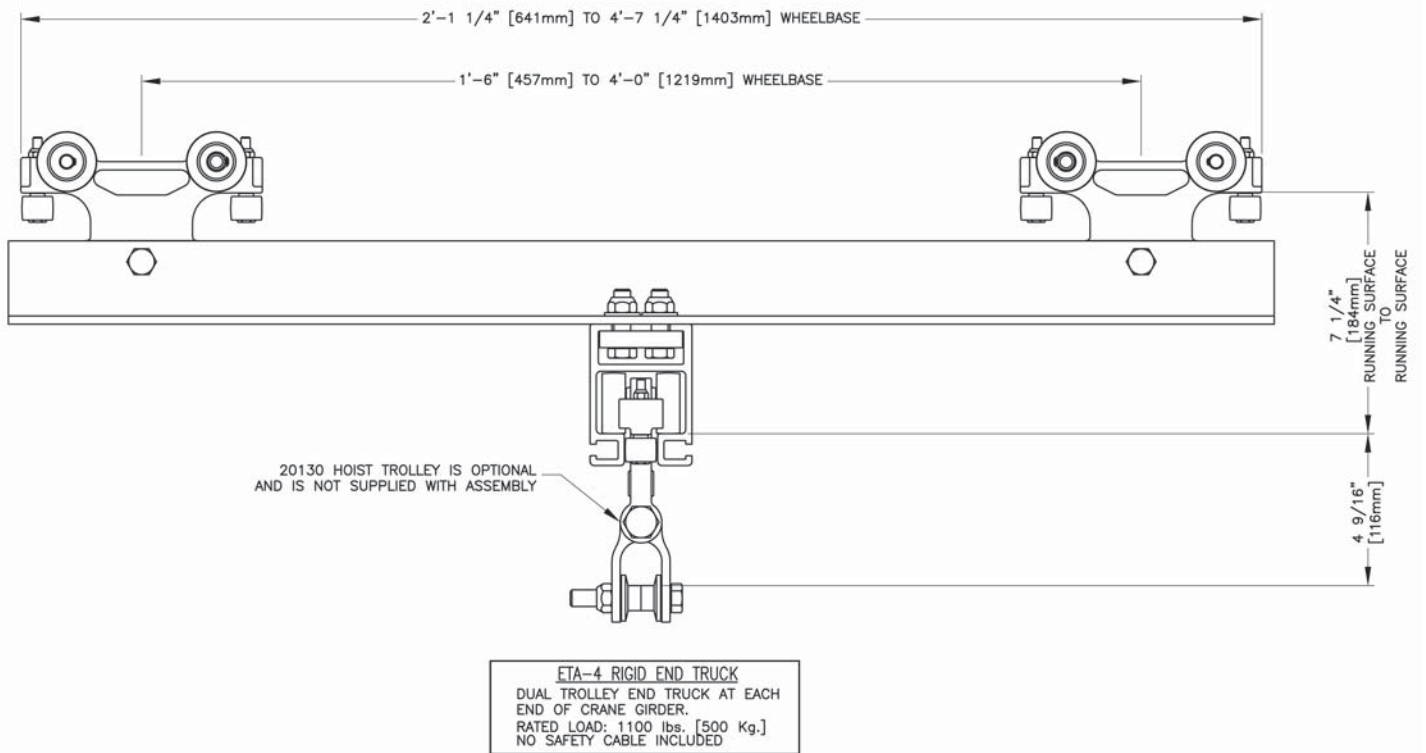 2'-1 1/4" [641mm] TO 4'-7 1/4" [1403mm] WHEELBASE
1'-6" [457mm] TO 4'-0" [1219mm] WHEELBASE
7 1/4"
[184mm]
RUNNING SURFACE
TO
RUNNING SURFACE
20130 HOIST TROLLEY IS OPTIONAL
AND IS NOT SUPPLIED WITH ASSEMBLY
4 9/16"
[116mm]
ETA-4 RIGID END TRUCK
DUAL TROLLEY END TRUCK AT EACH
END OF CRANE GIRDER.
RATED LOAD: 1100 lbs. [500 Kg.]
NO SAFETY CABLE INCLUDED